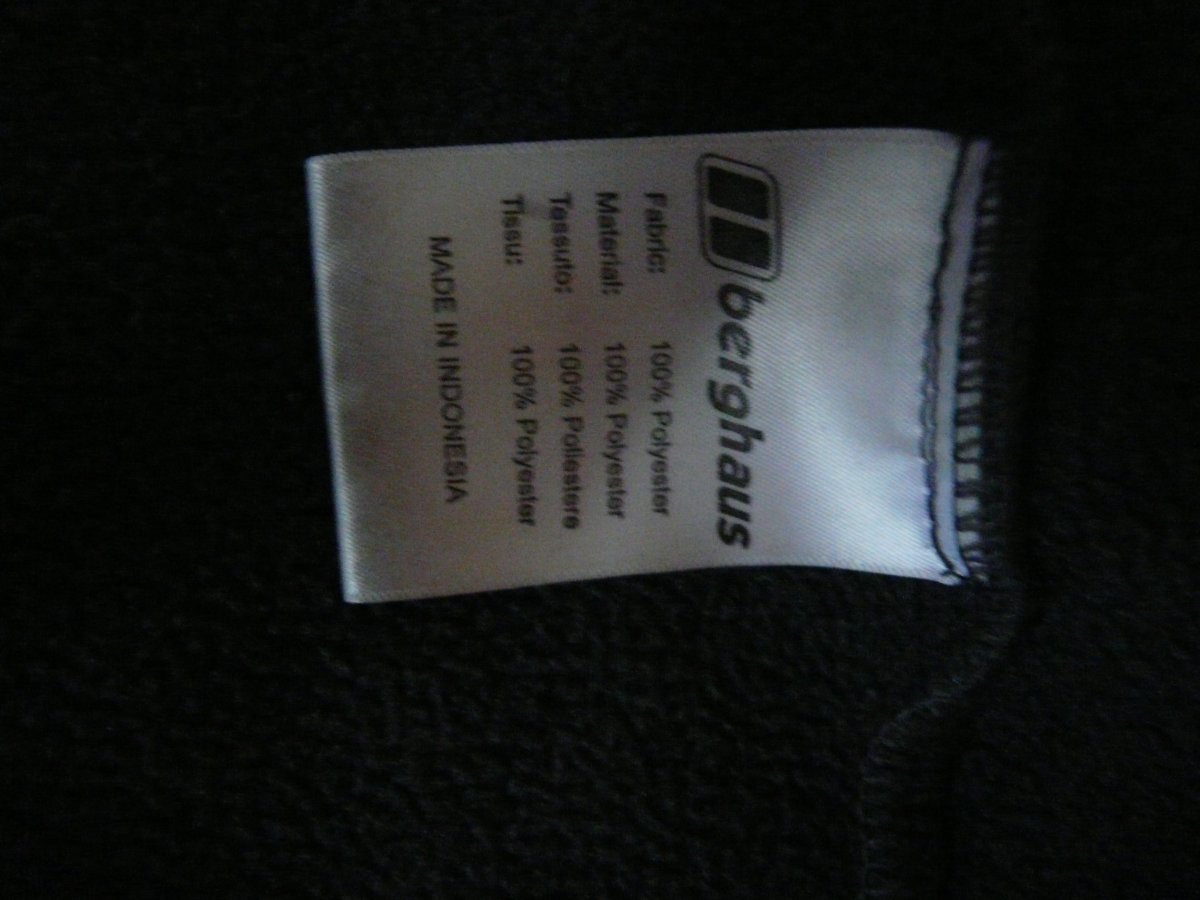 berghaus
Fabric: 100% Polyester
Material: 100% Polyester
Tessuto: 100% Poliestere
Tissu: 100% Polyester
MADE IN INDONESIA